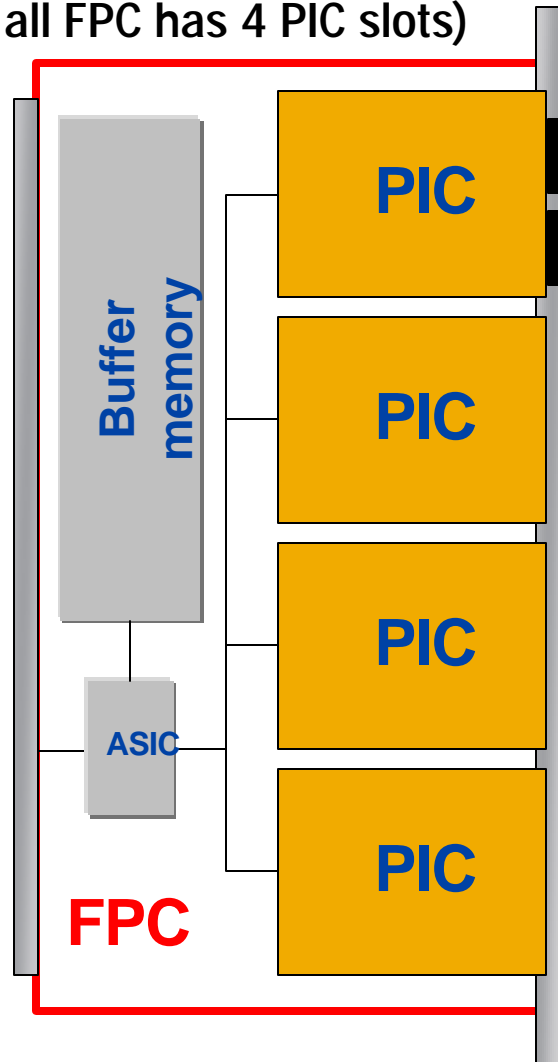 all FPC has 4 PIC slots)
PIC
Buffer
memory
PIC
PIC
ASIC
PIC
FPC